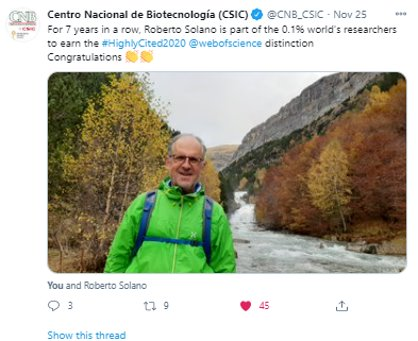 CNB
CSIC
Centro Nacional de Biotecnología (CSIC) @CNB_CSIC · Nov 25
For 7 years in a row, Roberto Solano is part of the 0.1% world's researchers
to earn the #HighlyCited2020 @webofscience distinction
Congratulations 👏👏
You and Roberto Solano
3 9 45
Show this thread